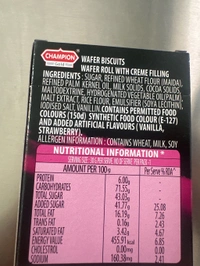 CHAMPION
WAFER BISCUITS
WAFER ROLL WITH CREME FILLING
INGREDIENTS : SUGAR, REFINED WHEAT FLOUR (MAIDA),
REFINED PALM KERNEL OIL, MILK SOLIDS, COCOA SOLIDS,
MALTODEXTRINE, HYDROGENATED VEGETABLE OIL (PALM),
MALT EXTRACT, RICE FLOUR, EMULSIFIER (SOYA LECITHIN),
IODISED SALT, VANILLIN. CONTAINS PERMITTED FOOD
COLOURS (150d) SYNTHETIC FOOD COLOUR (E-127)
AND ADDED ARTIFICIAL FLAVOURS ( VANILLA,
STRAWBERRY).
ALLERGEN INFORMATION : CONTAINS WHEAT, MILK, SOY
NUTRITIONAL INFORMATION *
AMOUNT PER 100g Per Serve % RDA*
PROTEIN 6.00g
CARBOHYDRATES 71.55g
TOTAL SUGAR 43.03g
ADDED SUGAR 41.77g 25.08
TOTAL FAT 16.19g 7.26
TRANS FAT 0.16g 2.43
SATURATED FAT 3.42g 4.67
ENERGY VALUE 455.91kcal 6.85
CHOLESTROL 0.00mg 0.00
SODIUM 160.38mg 2.41